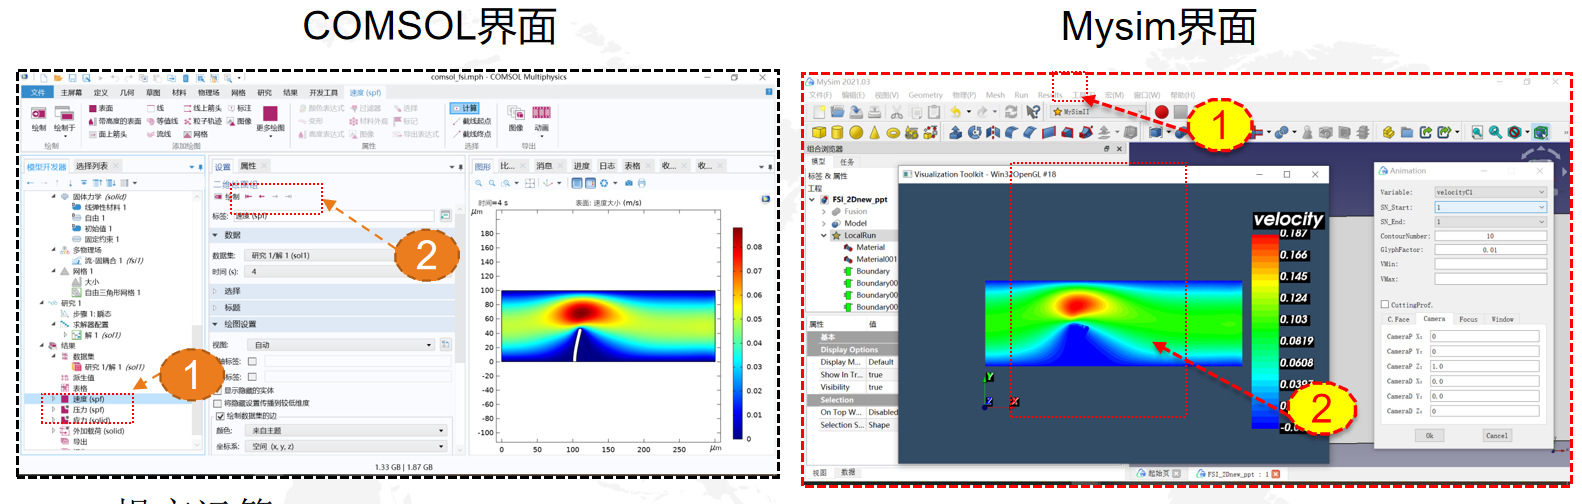 COMSOL界面
Mysim界面
comsol_fsi.mph - COMSOL Multiphysics
文件 主屏幕 定义 几何 草图 材料 物理场 网格 研究 结果 开发工具 速度 (spf)
表面 线 线上箭头 标注 颜色表达式 过滤器 选择 计算
绘制 绘制于 带高度的表面 等值线 粒子轨迹 图像 更多绘图 变形 材料外观 标记 截线起点 图像 动画
面上箭头 流线 网格 高度表达式 图像 导出表达式 截线终点
绘制 添加绘图 属性 选择 导出
模型开发器 选择列表
固体力学 (solid)
线弹性材料 1
自由 1
初始值 1
固定约束 1
多物理场
流-固耦合 1 (fsi1)
网格 1
大小
自由三角形网格 1
研究 1
步骤 1: 瞬态
求解器配置
解 1 (sol1)
结果
数据集
研究 1/解 1 (sol1)
派生值
表格
速度 (spf)
压力 (spf)
应力 (solid)
外加载荷 (solid)
导出
1
设置 属性
绘制
标签: 速度 (spf)
数据
数据集: 研究 1/解 1 (sol1)
时间 (s): 4
选择
标题
绘图设置
视图: 自动
标签:
标签:
显示隐藏的实体
将隐藏设置传播到较低维度
绘制数据集的边
颜色: 来自主题
坐标系: 空间 (x, y, z)
2
图形 比... 消息 进度 日志 表格 收... 收...
时间=4 s 表面: 速度大小 (m/s)
μm
180
160
140
120
100
80
60
40
20
0
-20
-40
-60
-80
-100
0 50 100 150 200 250 μm
0.08
0.07
0.06
0.05
0.04
0.03
0.02
0.01
0
1.33 GB | 1.87 GB
MySim 2021.03
文件(F) 编辑(E) 视图(V) Geometry 物理(P) Mesh Run Results 工具 宏(M) 窗口(W) 帮助(H)
MySimII
1
组合浏览器
模型 任务
标签 & 属性
工程
FSI_2Dnew_ppt
Fusion
Model
LocalRun
Material
Material001
Boundary
Boundary00
Boundary00
Boundary00
属性 值
基本
Display Options
Display M... Default
Show In Tr... true
Visibility true
Selection
On Top W... Disabled
Selection S... Shape
视图 数据
Visualization Toolkit - Win32OpenGL #18
velocity
0.187
0.166
0.145
0.124
0.103
0.0819
0.0608
0.0397
Y
Z
X
2
Animation
Variable: velocityC1
SN_Start: 1
SN_End: 1
ContourNumber: 10
GlyphFactor: 0.01
VMin:
VMax:
CuttingProf.
C.Face Camera Focus Window
CameraP X: 0
CameraP Y: 0
CameraP Z: 1.0
CameraD X: 0.0
CameraD Y: 0.0
CameraD Z: 0
Ok Cancel
起始页 FSI_2Dnew_ppt : 1